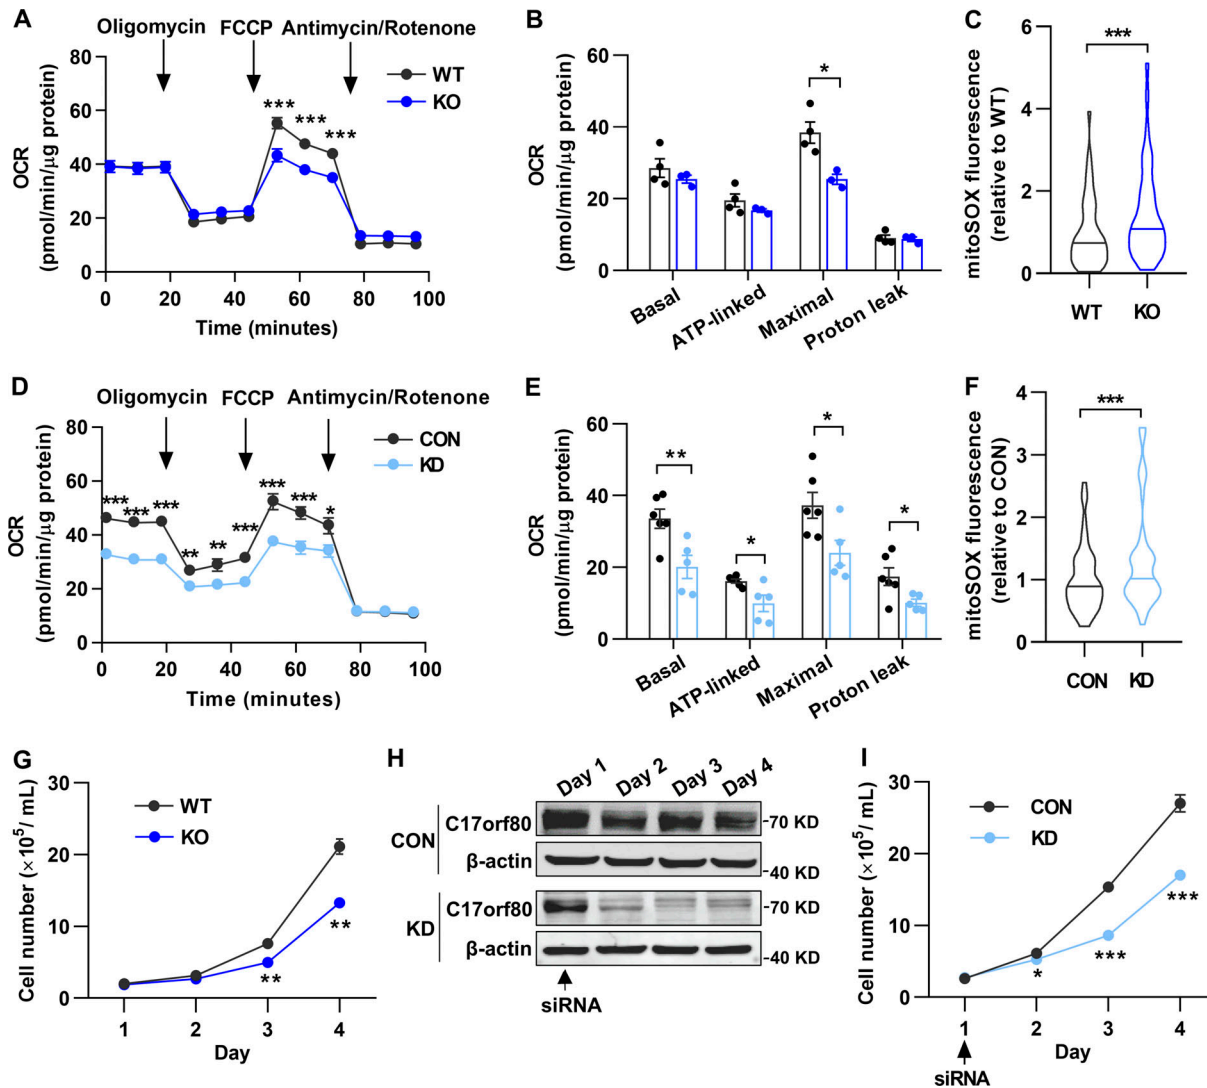 A
Oligomycin FCCP Antimycin/Rotenone
80
60
40
20
0
OCR
(pmol/min/µg protein)
WT
KO
*** *** ***
0 20 40 60 80 100
Time (minutes)
B
60
40
20
0
OCR
(pmol/min/µg protein)
*
Basal
ATP-linked
Maximal
Proton leak
C
***
6
4
2
0
mitoSOX fluorescence
(relative to WT)
WT KO
D
Oligomycin FCCP Antimycin/Rotenone
80
60
40
20
0
OCR
(pmol/min/µg protein)
CON
KD
*** *** *** ** ** *** *** *** *
0 20 40 60 80 100
Time (minutes)
E
60
40
20
0
OCR
(pmol/min/µg protein)
** * * *
Basal
ATP-linked
Maximal
Proton leak
F
***
4
3
2
1
0
mitoSOX fluorescence
(relative to CON)
CON KD
G
30
20
10
0
Cell number (×10⁵/ mL)
WT
KO
**
**
1 2 3 4
Day
H
Day 1 Day 2 Day 3 Day 4
CON
C17orf80 -70 KD
β-actin -40 KD
KD
C17orf80 -70 KD
β-actin -40 KD
siRNA
I
30
20
10
0
Cell number (×10⁵/ mL)
CON
KD
*
***
***
1 2 3 4
Day
siRNA